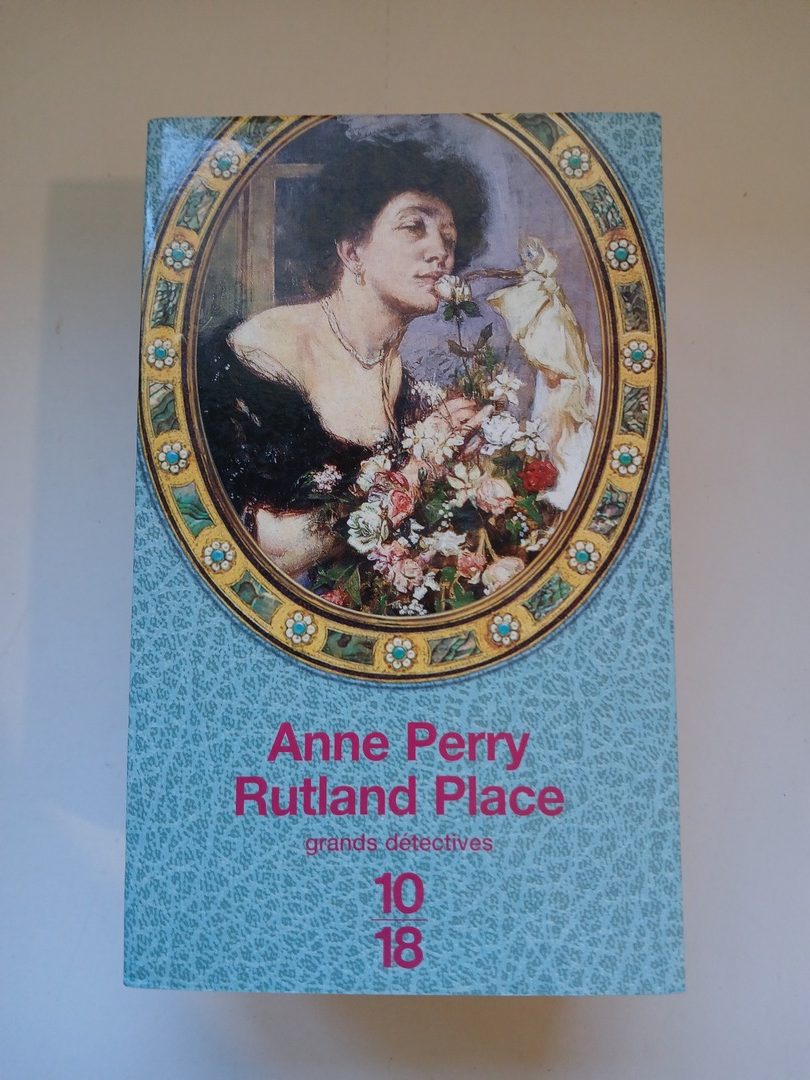 Anne Perry
Rutland Place
grands détectives
10
18